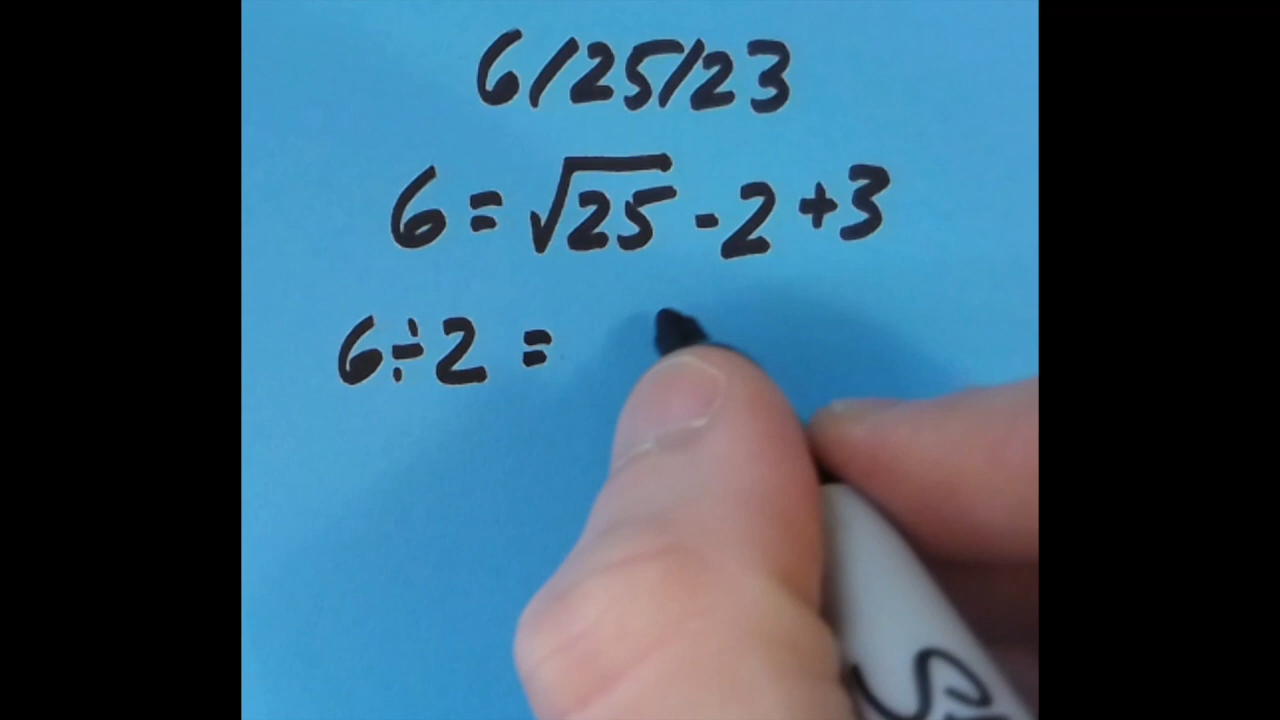 6/25/23
6 = √25 - 2 + 3
6 ÷ 2 =